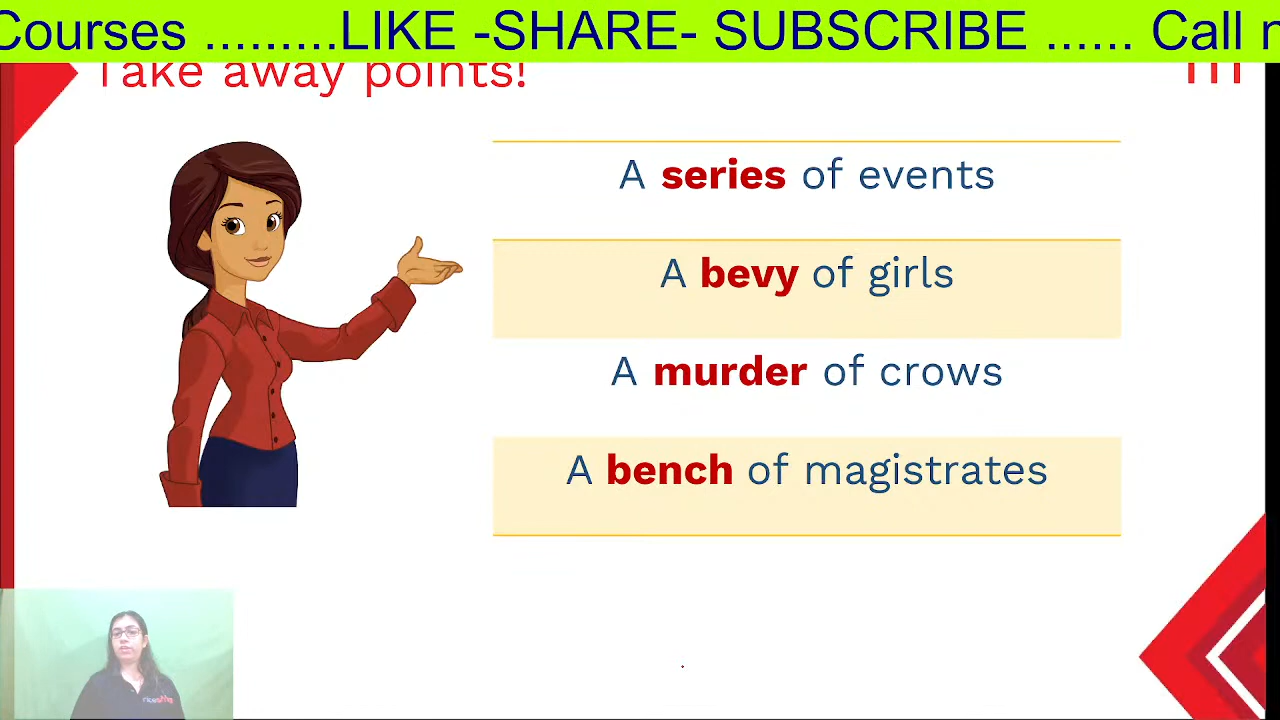 Courses .........LIKE -SHARE- SUBSCRIBE ...... Call
Take away points!
A series of events
A bevy of girls
A murder of crows
A bench of magistrates